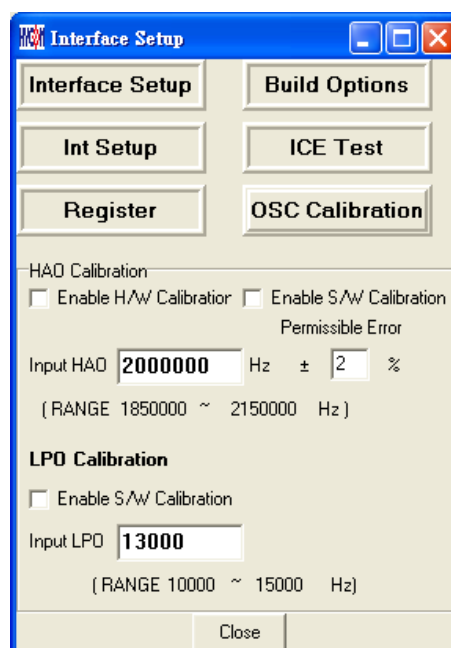 HYCON Interface Setup
Interface Setup Build Options
Int Setup ICE Test
Register OSC Calibration
HAO Calibration
Enable H/W Calibratior Enable S/W Calibration
Permissible Error
Input HAO 2000000 Hz ± 2 %
( RANGE 1850000 ~ 2150000 Hz )
LPO Calibration
Enable S/W Calibration
Input LPO 13000
( RANGE 10000 ~ 15000 Hz)
Close